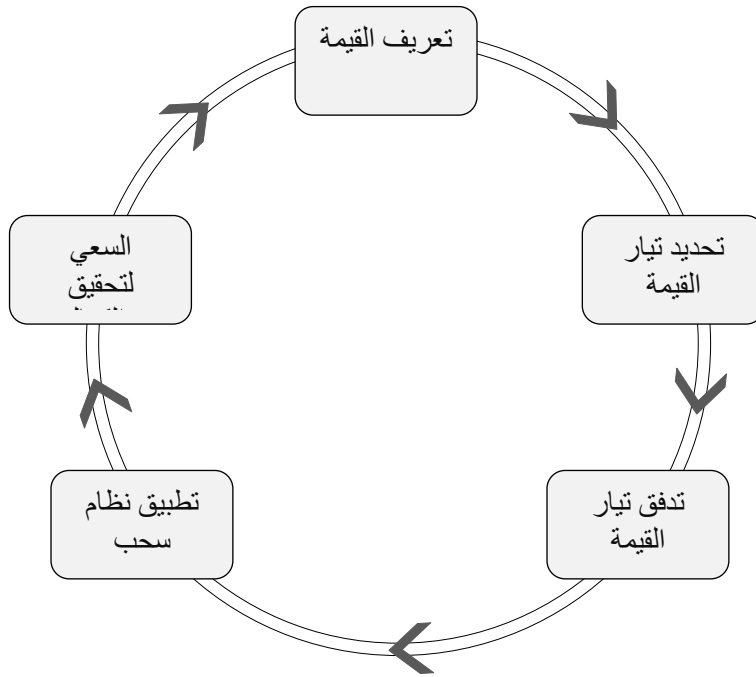 تعريف القيمة
تحديد تيار
القيمة
تدفق تيار
القيمة
تطبيق نظام
سحب
السعي
لتحقيق